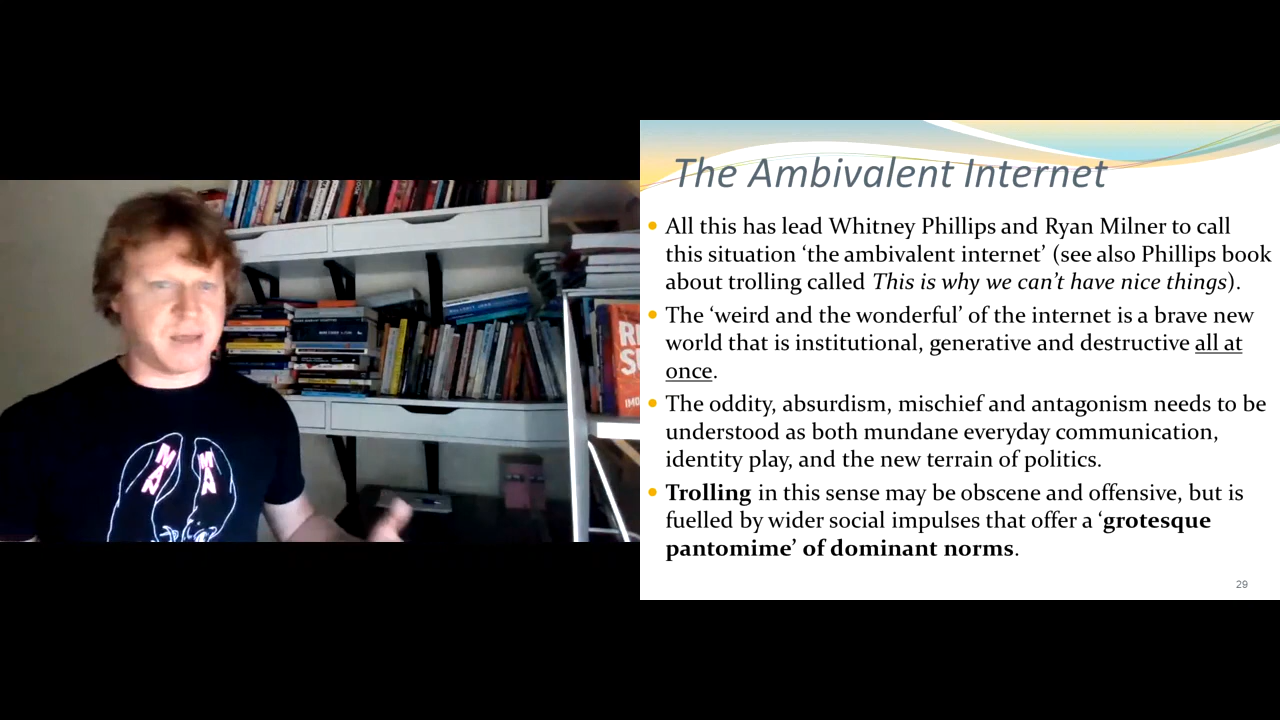 The Ambivalent Internet
• All this has lead Whitney Phillips and Ryan Milner to call
this situation ‘the ambivalent internet’ (see also Phillips book
about trolling called This is why we can’t have nice things).
• The ‘weird and the wonderful’ of the internet is a brave new
world that is institutional, generative and destructive all at
once.
• The oddity, absurdism, mischief and antagonism needs to be
understood as both mundane everyday communication,
identity play, and the new terrain of politics.
• Trolling in this sense may be obscene and offensive, but is
fuelled by wider social impulses that offer a ‘grotesque
pantomime’ of dominant norms.
29